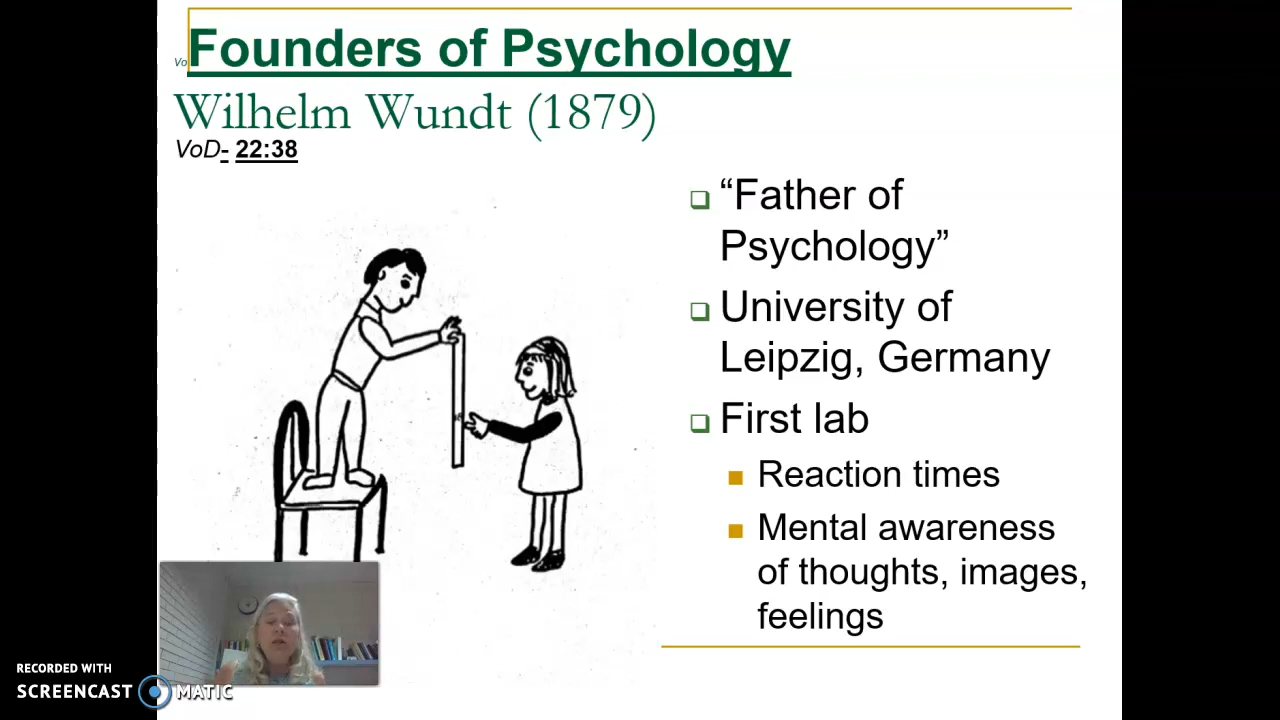 Founders of Psychology
Vo
Wilhelm Wundt (1879)
VoD- 22:38
“Father of
Psychology”
University of
Leipzig, Germany
First lab
Reaction times
Mental awareness
of thoughts, images,
feelings
RECORDED WITH
SCREENCAST MATIC